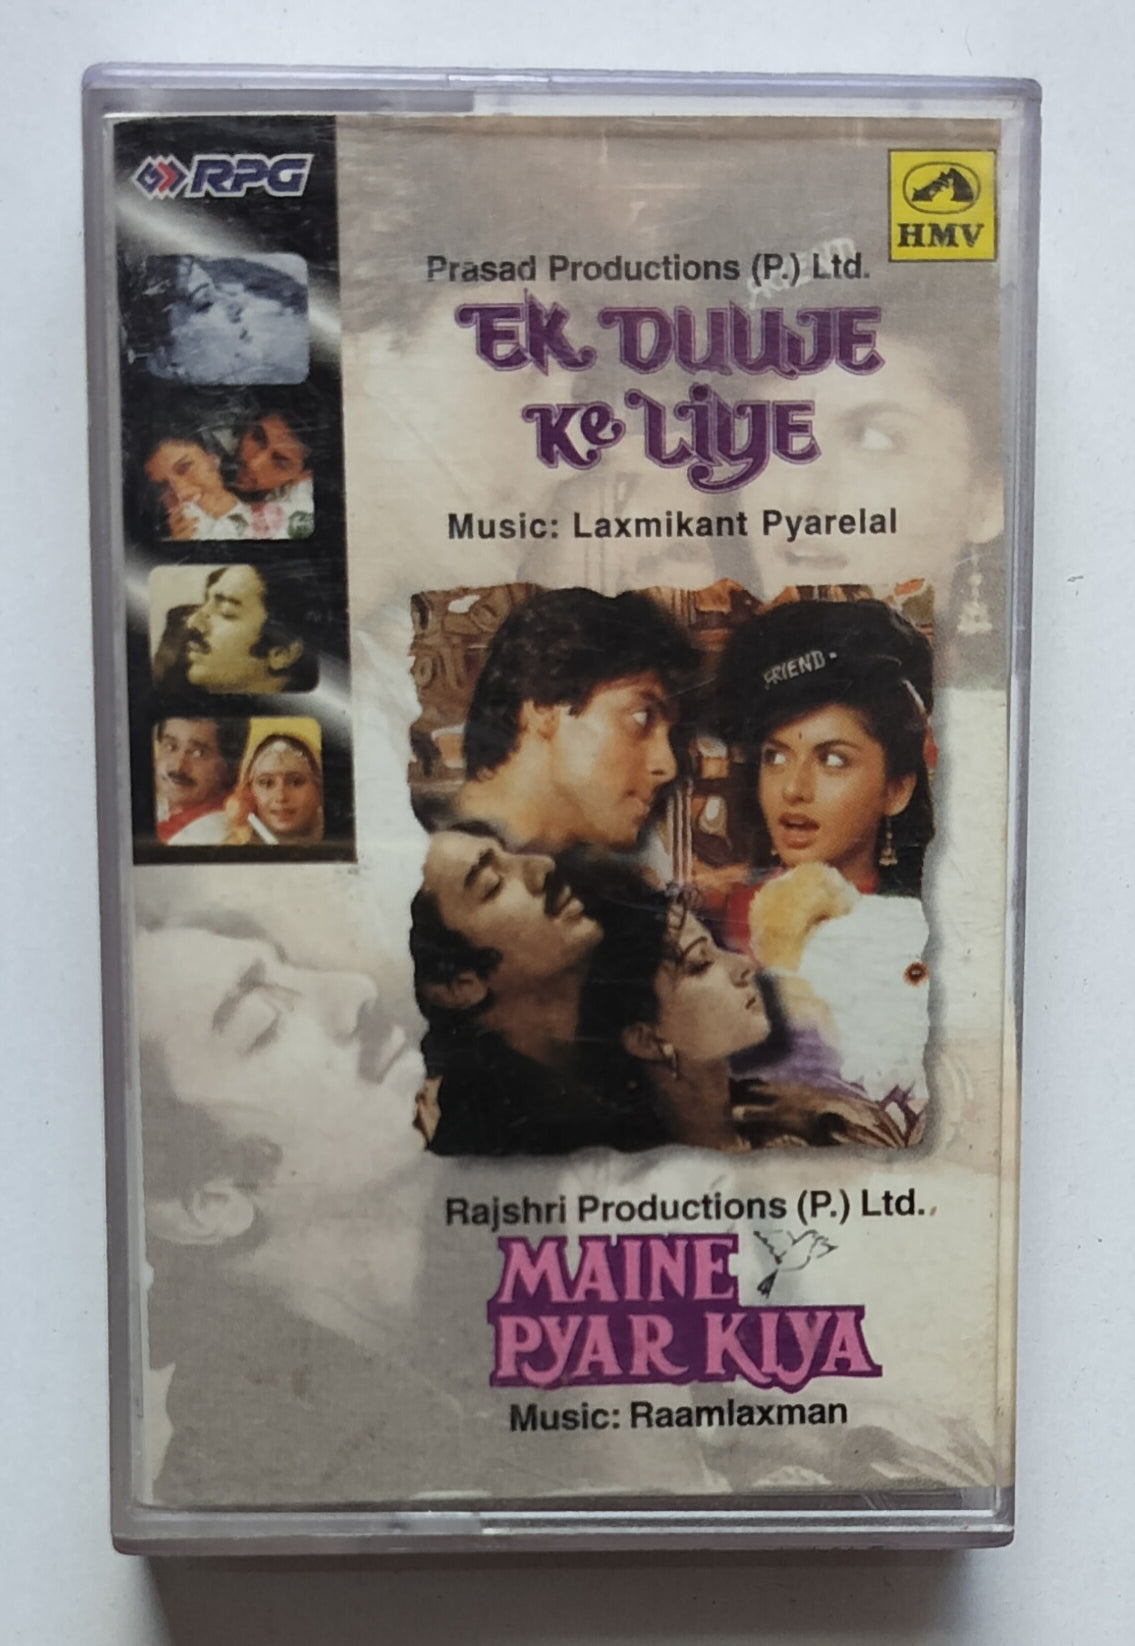 RPG
HMV
Prasad Productions (P.) Ltd.
EK DUUJE
Ke LiYE
Music: Laxmikant Pyarelal
FRIEND-
Rajshri Productions (P.) Ltd.
MAINE
PYAR KIYA
Music: Raamlaxman